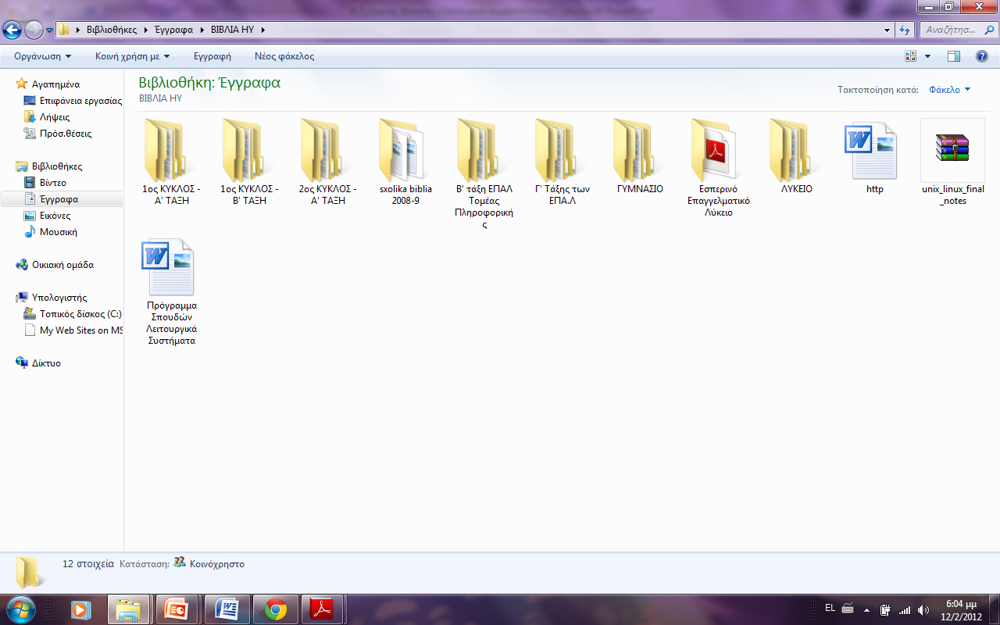 Βιβλιοθήκες Έγγραφα ΒΙΒΛΙΑ ΗΥ
Αναζήτησ...
Οργάνωση Κοινή χρήση με Εγγραφή Νέος φάκελος
Αγαπημένα
Επιφάνεια εργασίας
Λήψεις
Πρόσ.θέσεις
Βιβλιοθήκες
Βίντεο
Έγγραφα
Εικόνες
Μουσική
Οικιακή ομάδα
Υπολογιστής
Τοπικός δίσκος (C:)
My Web Sites on MS
Δίκτυο
Βιβλιοθήκη: Έγγραφα
ΒΙΒΛΙΑ ΗΥ
Τακτοποίηση κατά: Φάκελο
1ος ΚΥΚΛΟΣ -
Α' ΤΑΞΗ
1ος ΚΥΚΛΟΣ -
Β' ΤΑΞΗ
2ος ΚΥΚΛΟΣ -
Α' ΤΑΞΗ
sxolika biblia
2008-9
Β' τάξη ΕΠΑΛ
Τομέας
Πληροφορική
ς
Γ' Τάξης των
ΕΠΑ.Λ
ΓΥΜΝΑΣΙΟ
Εσπερινό
Επαγγελματικό
Λύκειο
ΛΥΚΕΙΟ
http
unix_linux_final
_notes
Πρόγραμμα
Σπουδών
Λειτουργικά
Συστήματα
12 στοιχεία Κατάσταση: Κοινόχρηστο
EL
6:04 μμ
12/2/2012